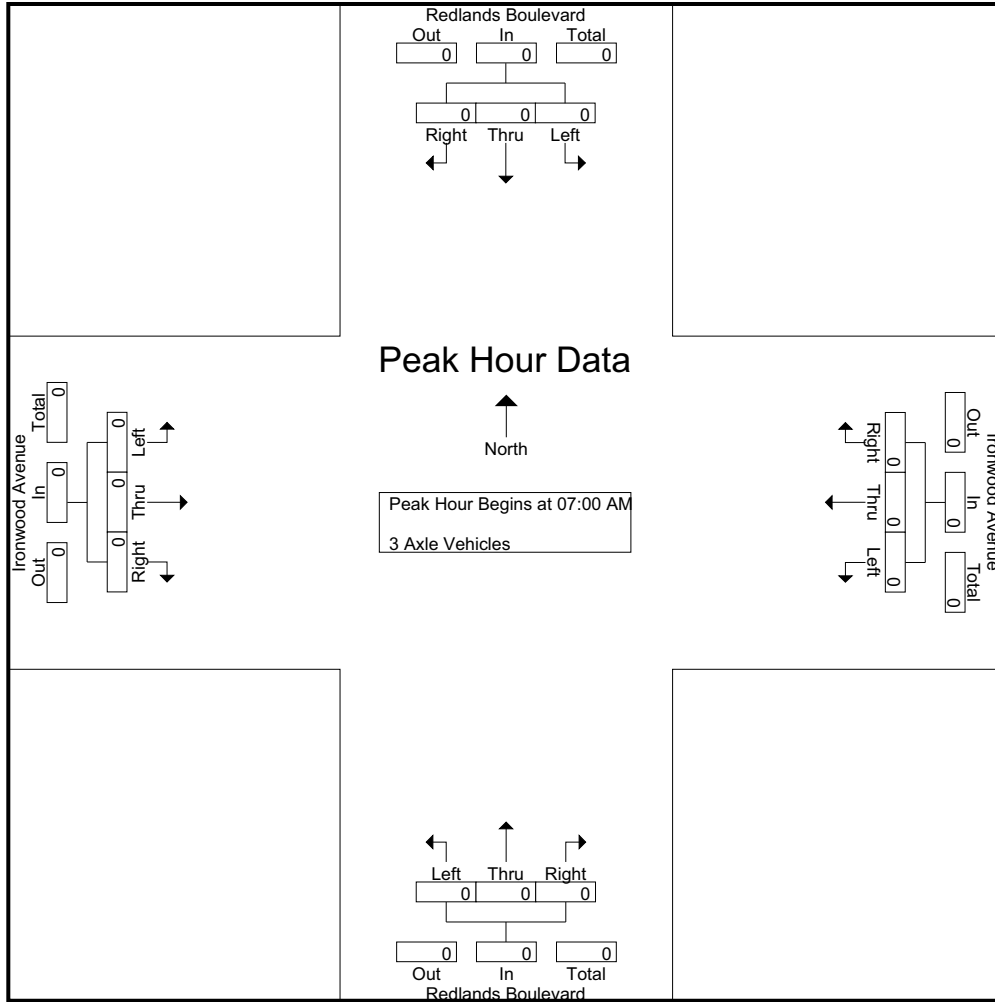 Redlands Boulevard
Out In Total
0 0 0
0 0 0
Right Thru Left
Peak Hour Data
North
Peak Hour Begins at 07:00 AM
3 Axle Vehicles
Ironwood Avenue
Total In Out
0 0 0
0 0 0
Left Thru Right
Ironwood Avenue
Out In Total
0 0 0
0 0 0
Right Thru Left
Left Thru Right
0 0 0
0 0 0
Out In Total
Redlands Boulevard